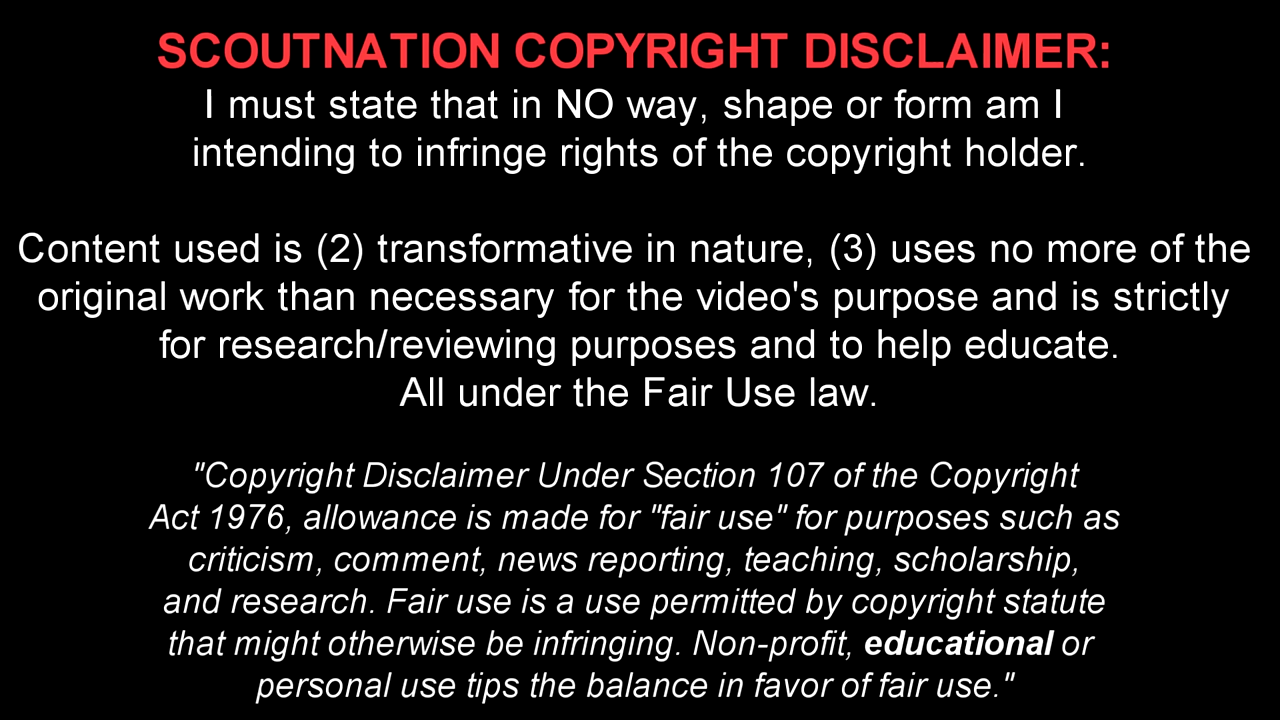 SCOUTNATION COPYRIGHT DISCLAIMER:
I must state that in NO way, shape or form am I
intending to infringe rights of the copyright holder.
Content used is (2) transformative in nature, (3) uses no more of the
original work than necessary for the video's purpose and is strictly
for research/reviewing purposes and to help educate.
All under the Fair Use law.
"Copyright Disclaimer Under Section 107 of the Copyright
Act 1976, allowance is made for "fair use" for purposes such as
criticism, comment, news reporting, teaching, scholarship,
and research. Fair use is a use permitted by copyright statute
that might otherwise be infringing. Non-profit, educational or
personal use tips the balance in favor of fair use."